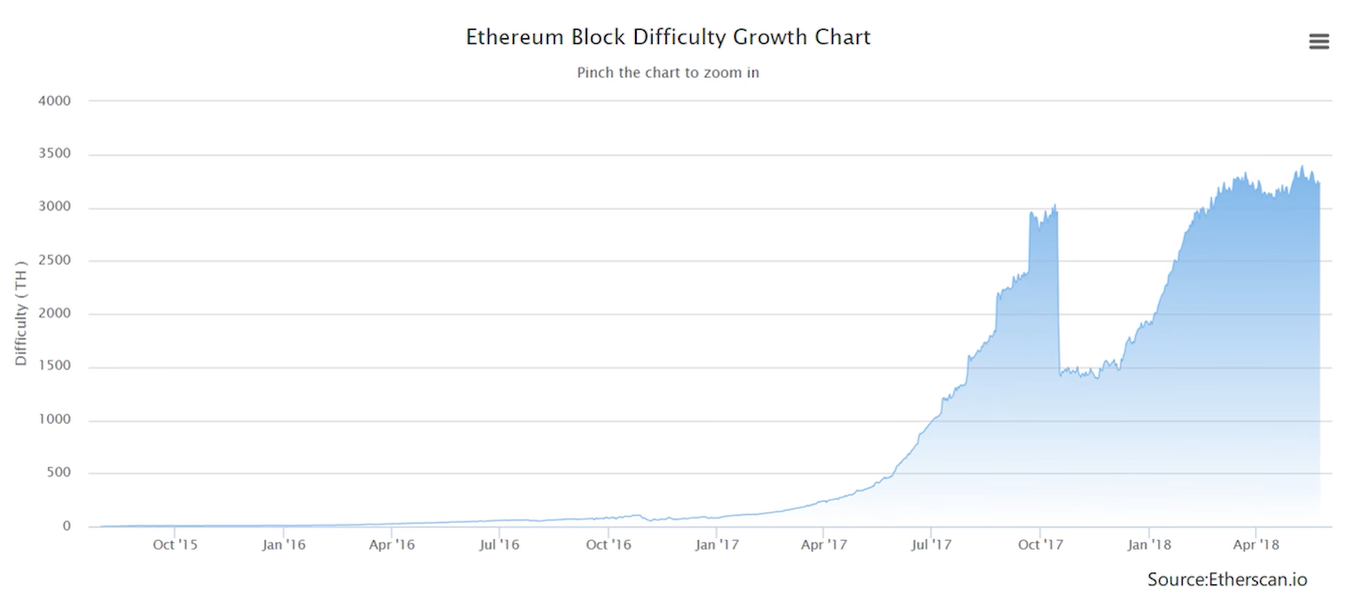 Ethereum Block Difficulty Growth Chart
Pinch the chart to zoom in
4000
3500
3000
2500
2000
1500
1000
500
0
Difficulty ( TH )
Oct '15 Jan '16 Apr '16 Jul '16 Oct '16 Jan '17 Apr '17 Jul '17 Oct '17 Jan '18 Apr '18
Source:Etherscan.io